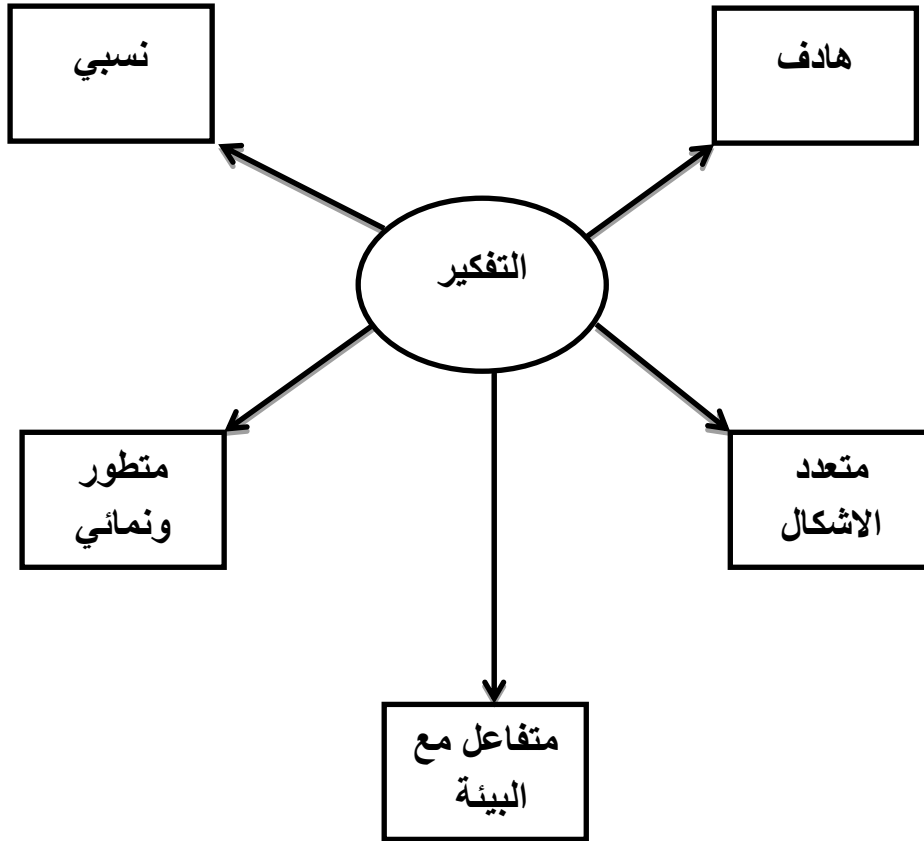 هادف
نسبي
التفكير
متعدد
الاشكال
متطور
ونمائي
متفاعل مع
البيئة